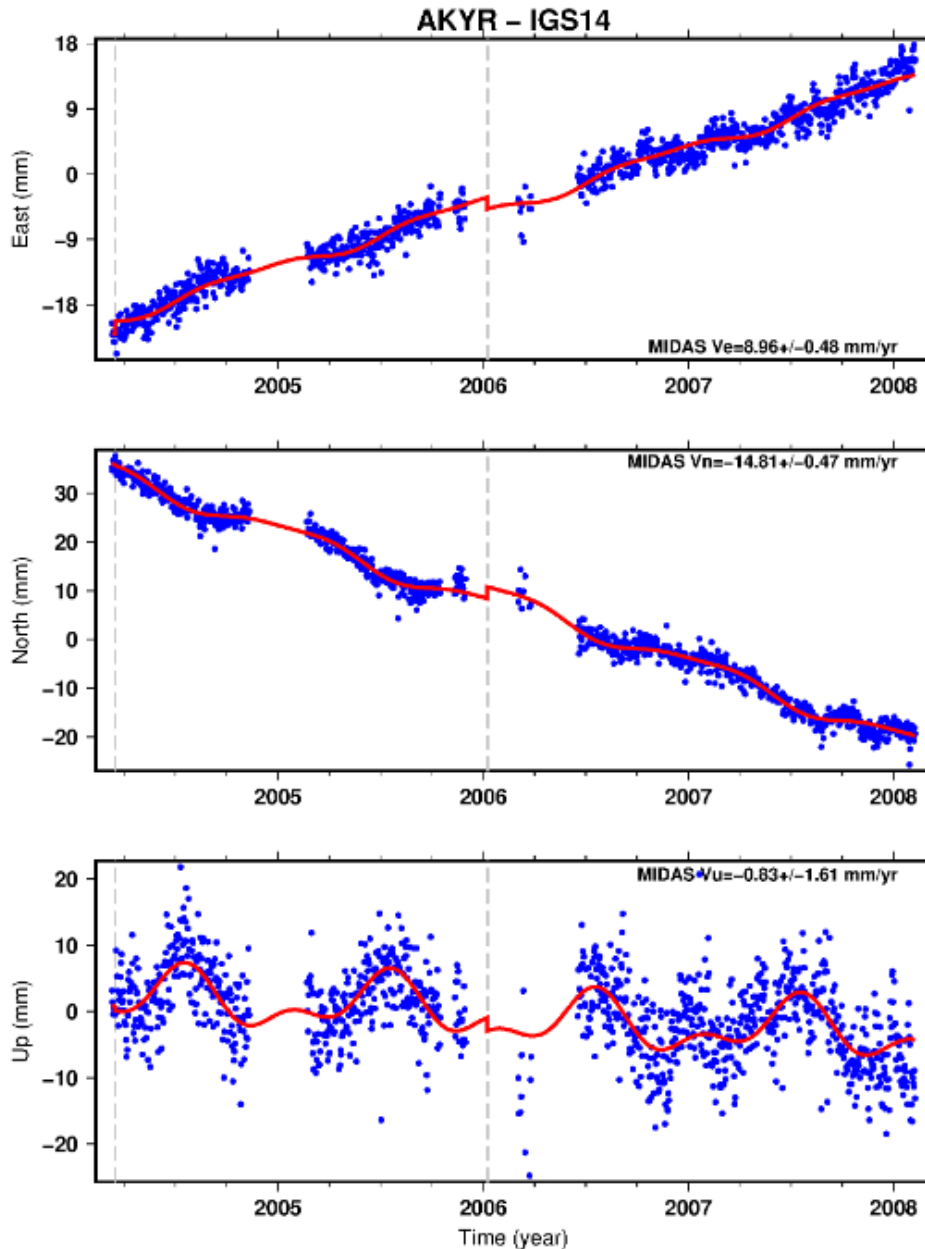 AKYR – IGS14
18
9
0
−9
−18
East (mm)
MIDAS Ve=8.96+/−0.48 mm/yr
2005 2006 2007 2008
30
20
10
0
−10
−20
North (mm)
MIDAS Vn=−14.81+/−0.47 mm/yr
2005 2006 2007 2008
20
10
0
−10
−20
Up (mm)
MIDAS Vu=−0.83+/−1.61 mm/yr
2005 2006 2007 2008
Time (year)